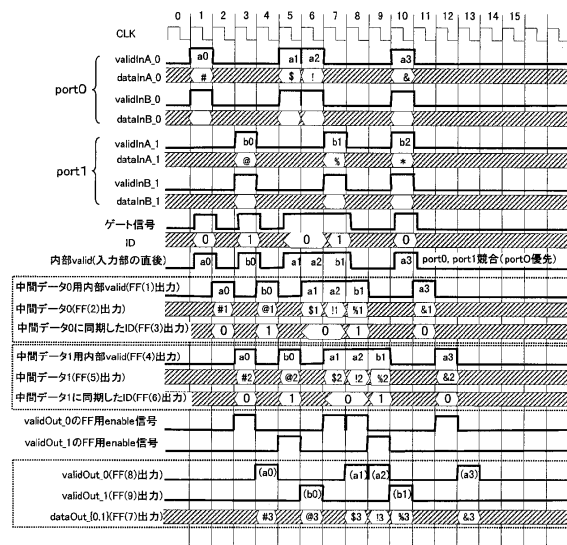 0 1 2 3 4 5 6 7 8 9 10 11 12 13 14 15
CLK
port0
validInA_0 a0 a1 a2 a3
dataInA_0 # $ ! &
validInB_0
dataInB_0
port1
validInA_1 b0 b1 b2
dataInA_1 @ % *
validInB_1
dataInB_1
ゲート信号
ID 0 1 0 1 0
内部valid(入力部の直後) a0 b0 a1 a2 b1 a3 port0, port1競合(port0優先)
中間データ0用内部valid(FF(1)出力) a0 b0 a1 a2 b1 a3
中間データ0(FF(2)出力) #1 @1 $1 !1 %1 &1
中間データ0に同期したID(FF(3)出力) 0 1 0 1 0
中間データ1用内部valid(FF(4)出力) a0 b0 a1 a2 b1 a3
中間データ1(FF(5)出力) #2 @2 $2 !2 %2 &2
中間データ1に同期したID(FF(6)出力) 0 1 0 1 0
validOut_0のFF用enable信号
validOut_1のFF用enable信号
validOut_0(FF(8)出力) (a0) (a1) (a2) (a3)
validOut_1(FF(9)出力) (b0) (b1)
dataOut_{0,1}(FF(7)出力) #3 @3 $3 !3 %3 &3